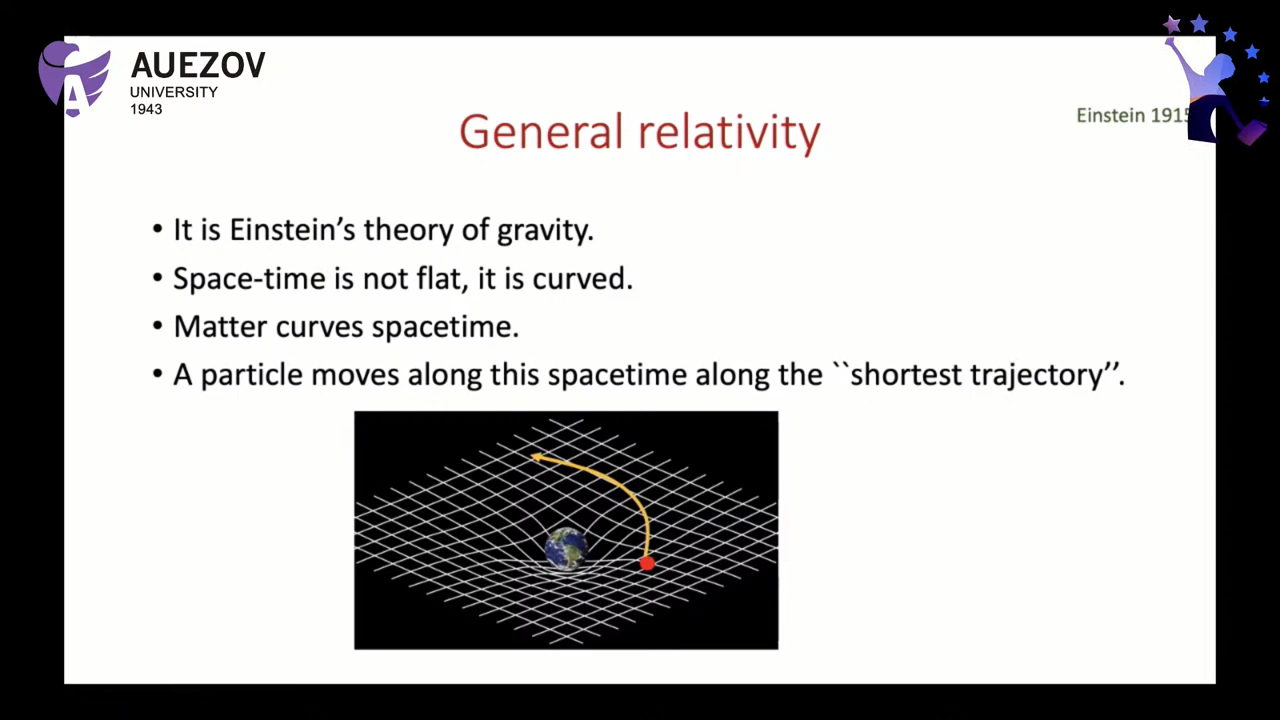 AUEZOV
UNIVERSITY
1943
Einstein 1915
General relativity
• It is Einstein’s theory of gravity.
• Space-time is not flat, it is curved.
• Matter curves spacetime.
• A particle moves along this spacetime along the ``shortest trajectory’’.